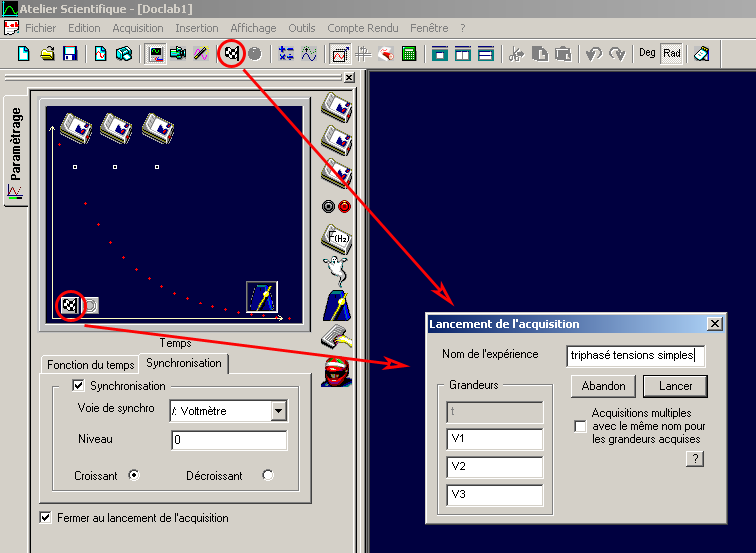 Atelier Scientifique - [Doclab1]
Fichier Edition Acquisition Insertion Affichage Outils Compte Rendu Fenêtre ?
Deg Rad
Paramétrage
F(Hz)
Temps
Fonction du temps Synchronisation
Synchronisation
Voie de synchro /: Voltmètre
Niveau 0
Croissant Décroissant
Fermer au lancement de l'acquisition
Lancement de l'acquisition
Nom de l'expérience triphasé tensions simples
Abandon Lancer
Grandeurs
t
V1
V2
V3
Acquisitions multiples
avec le même nom pour
les grandeurs acquises
?